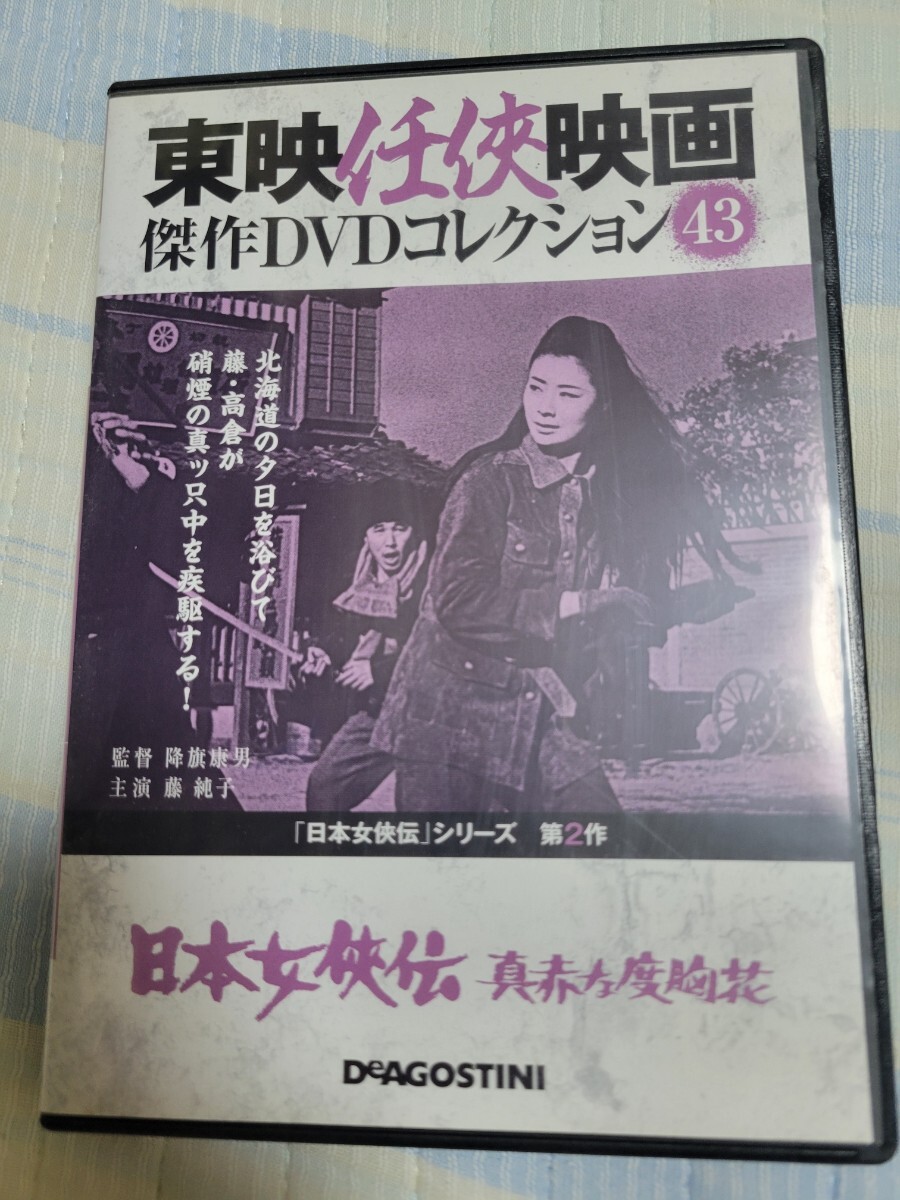 東映任俠映画
傑作DVDコレクション 43
北海道の夕日を浴びて
藤・高倉が
硝煙の真ッ只中を疾駆する！
監督 降旗康男
主演 藤 純子
「日本女俠伝」シリーズ 第2作
日本女俠伝 真赤な度胸花
DeAGOSTINI